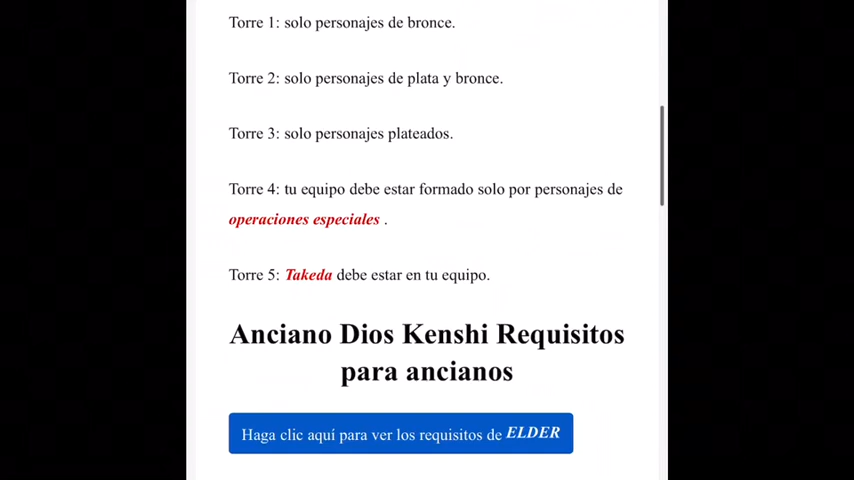 Torre 1: solo personajes de bronce.
Torre 2: solo personajes de plata y bronce.
Torre 3: solo personajes plateados.
Torre 4: tu equipo debe estar formado solo por personajes de
operaciones especiales .
Torre 5: Takeda debe estar en tu equipo.
Anciano Dios Kenshi Requisitos
para ancianos
Haga clic aquí para ver los requisitos de ELDER